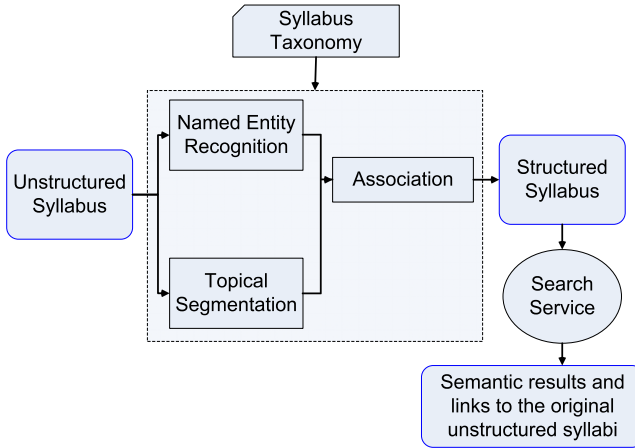 Syllabus
Taxonomy
Named Entity
Recognition
Unstructured
Syllabus
Association
Structured
Syllabus
Topical
Segmentation
Search
Service
Semantic results and
links to the original
unstructured syllabi